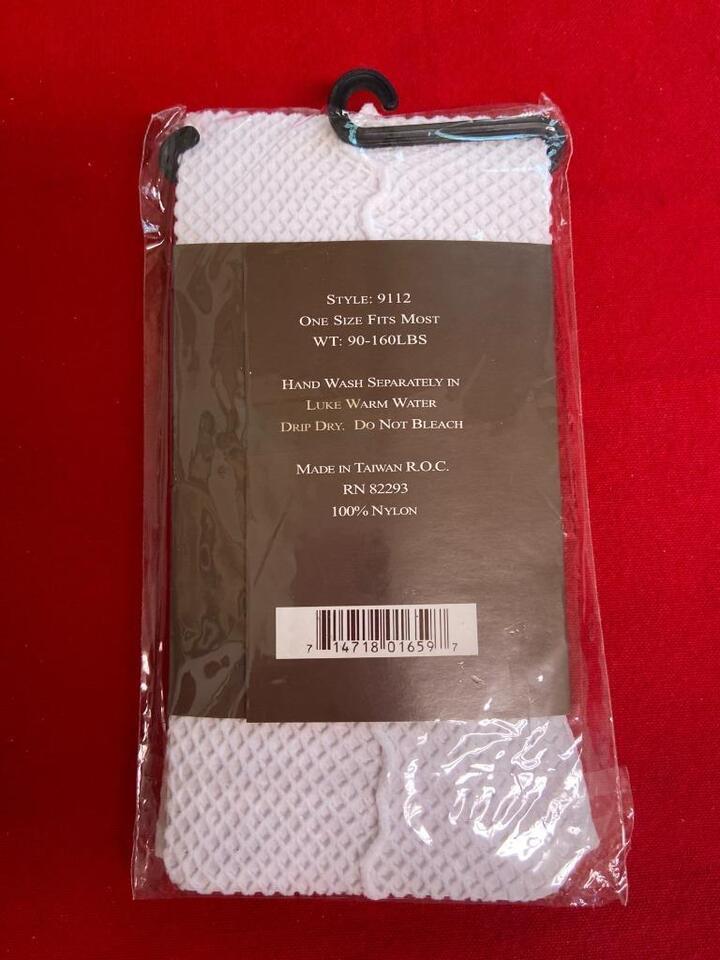 STYLE: 9112
ONE SIZE FITS MOST
WT: 90-160LBS
HAND WASH SEPARATELY IN
LUKE WARM WATER
DRIP DRY. DO NOT BLEACH
MADE IN TAIWAN R.O.C.
RN 82293
100% NYLON
7 14718 01659 7